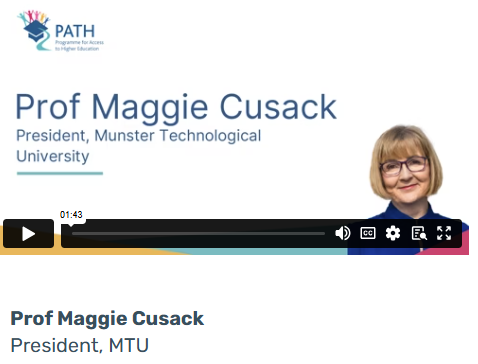 PATH
Programme for Access
to Higher Education
Prof Maggie Cusack
President, Munster Technological
University
01:43
CC
Prof Maggie Cusack
President, MTU